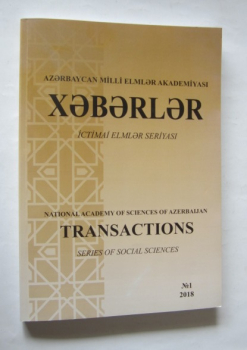 AZƏRBAYCAN MİLLİ ELMLƏR AKADEMİYASI
XƏBƏRLƏR
İCTİMAİ ELMLƏR SERİYASI
NATIONAL ACADEMY OF SCIENCES OF AZERBAIJAN
TRANSACTIONS
SERIES OF SOCIAL SCIENCES
№1
2018